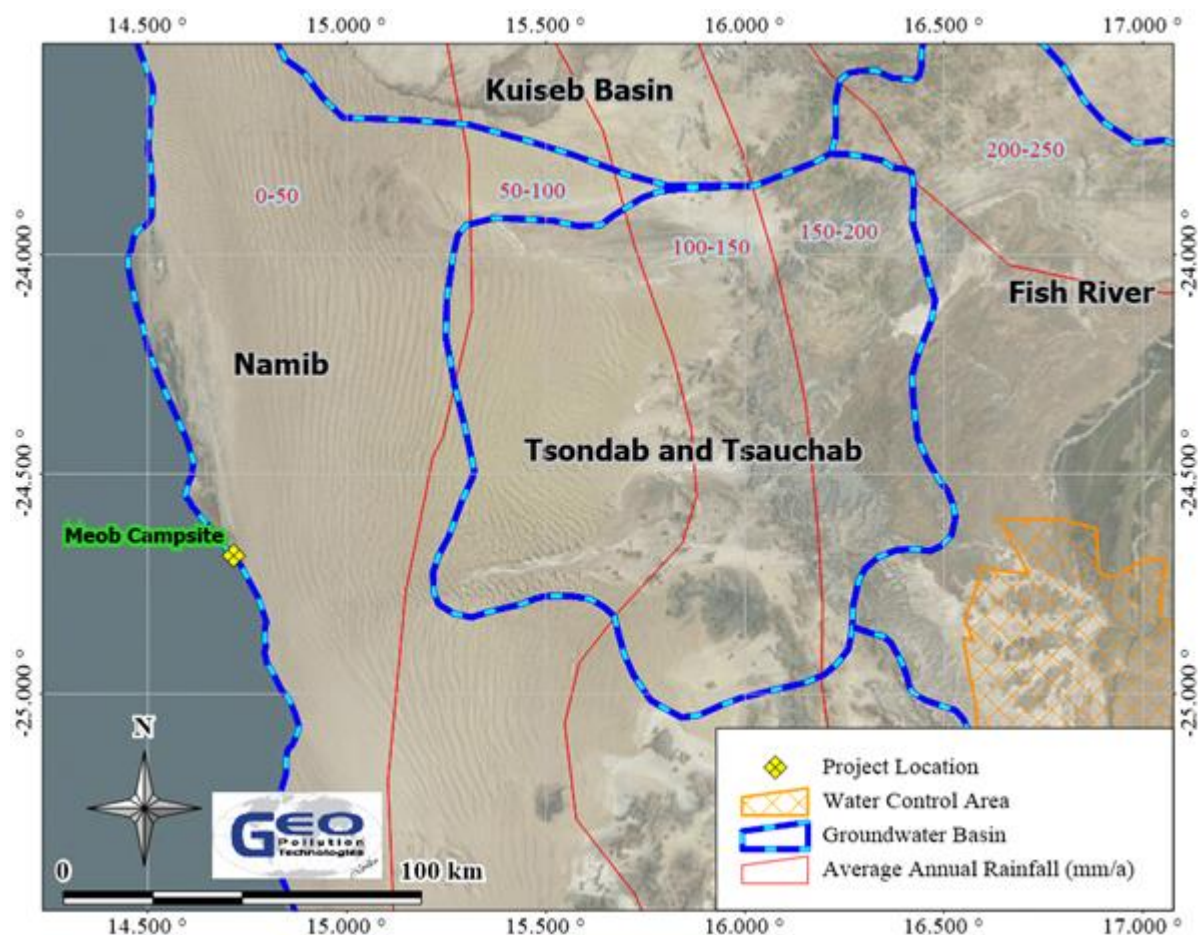 14.500 °
15.000 °
15.500 °
16.000 °
16.500 °
17.000 °
Kuiseb Basin
200-250
0-50
50-100
100-150
150-200
-24.000 °
-24.000 °
Fish River
Namib
Tsondab and Tsauchab
-24.500 °
-24.500 °
Meob Campsite
-25.000 °
-25.000 °
N
GEO
Pollution
Technologies
0
100 km
Project Location
Water Control Area
Groundwater Basin
Average Annual Rainfall (mm/a)
14.500 °
15.000 °
15.500 °
16.000 °
16.500 °
17.000 °